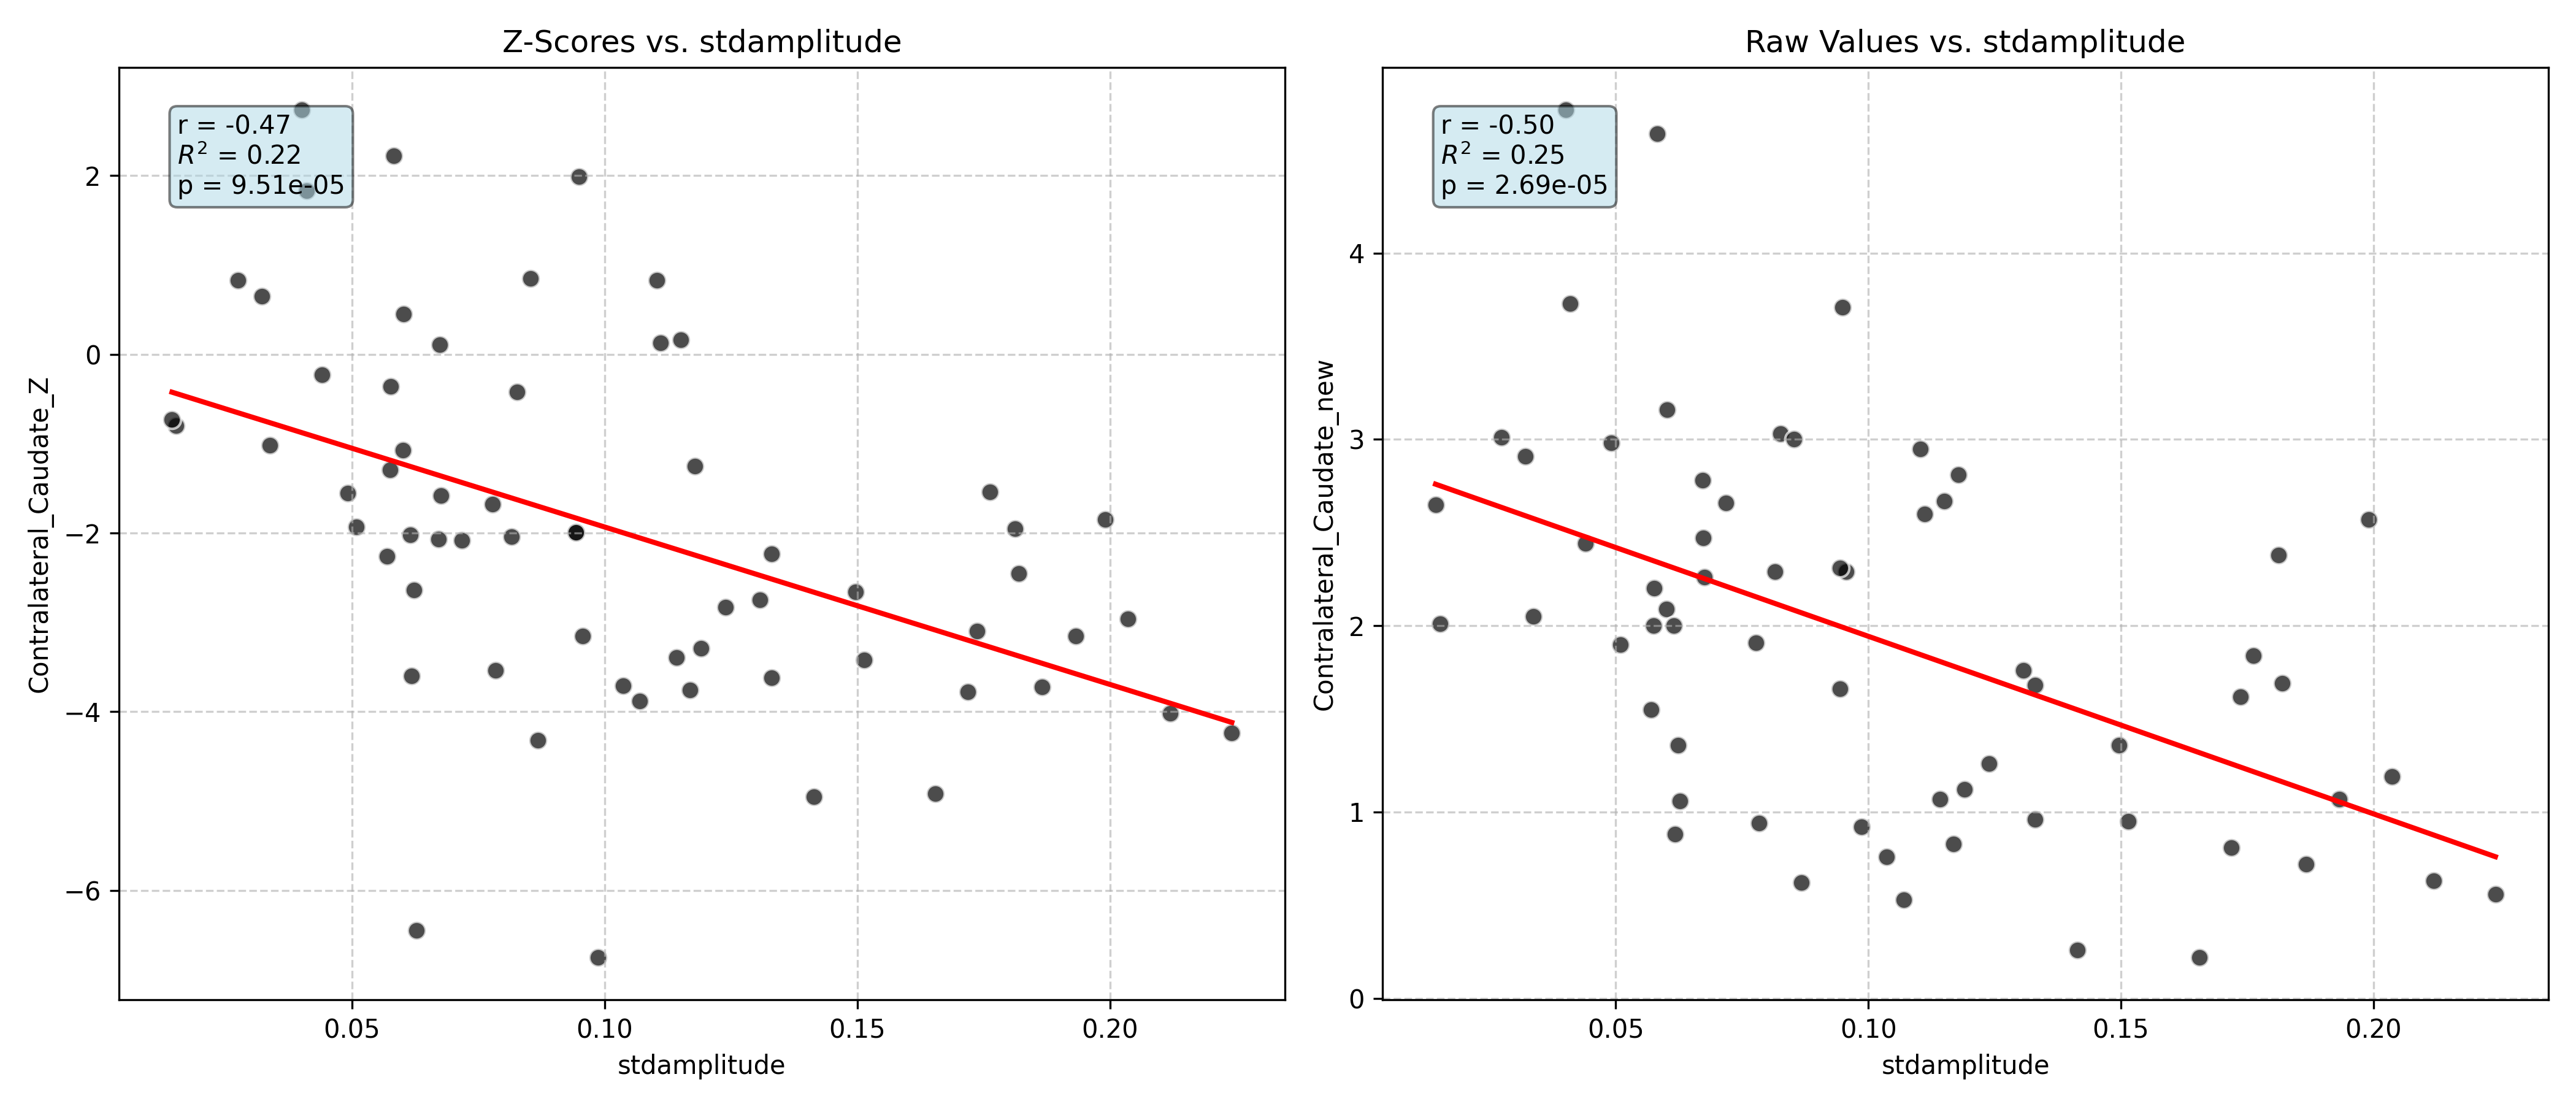 Z-Scores vs. stdamplitude
r = -0.47
R² = 0.22
p = 9.51e-05
2
0
−2
−4
−6
Contralateral_Caudate_Z
0.05 0.10 0.15 0.20
stdamplitude
Raw Values vs. stdamplitude
r = -0.50
R² = 0.25
p = 2.69e-05
4
3
2
1
0
Contralateral_Caudate_new
0.05 0.10 0.15 0.20
stdamplitude